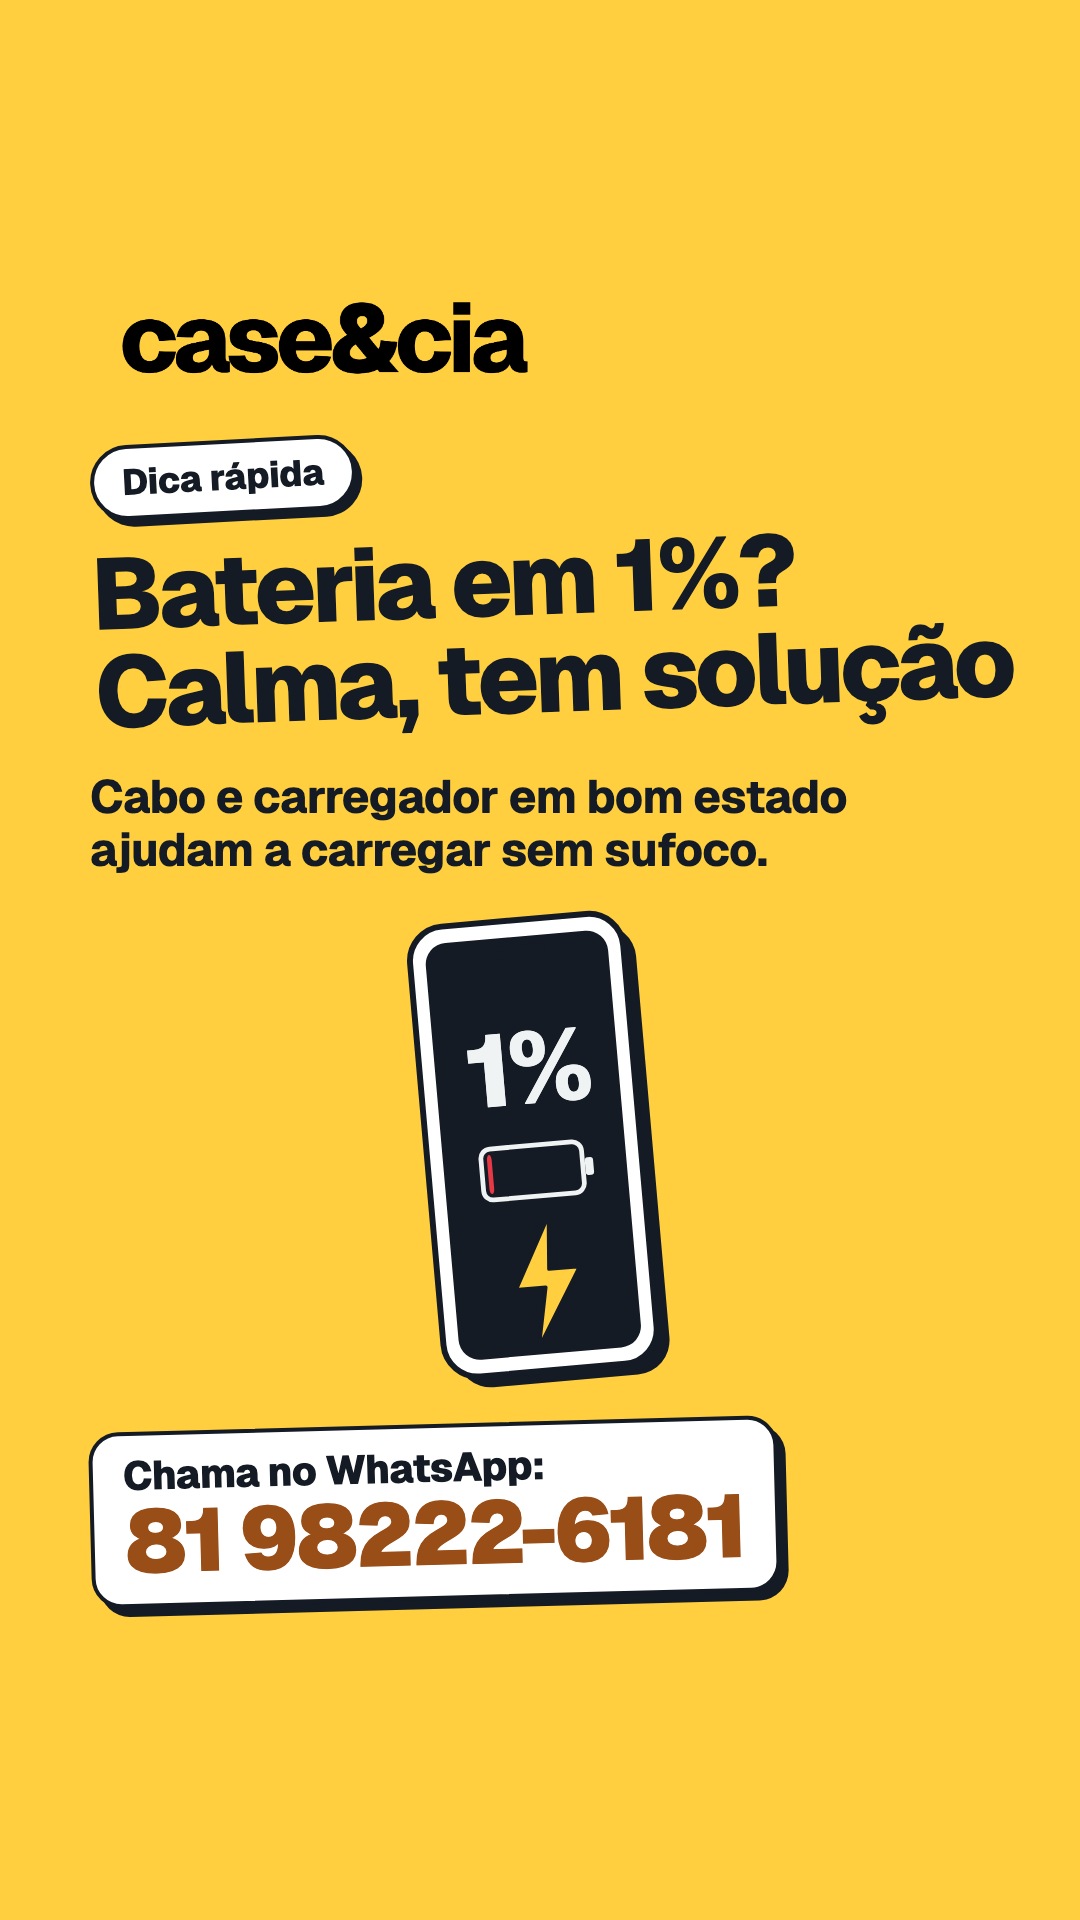 case&cia
Dica rápida
Bateria em 1%?
Calma, tem solução
Cabo e carregador em bom estado
ajudam a carregar sem sufoco.
1%
Chama no WhatsApp:
81 98222-6181